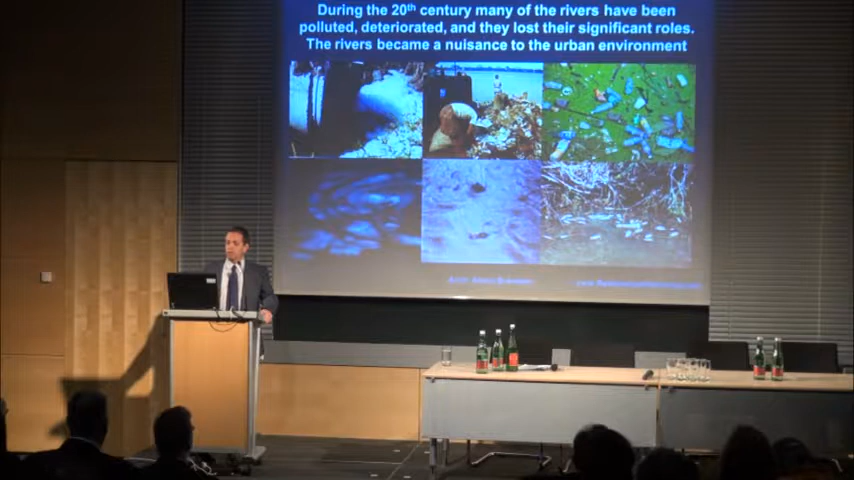 During the 20th century many of the rivers have been
polluted, deteriorated, and they lost their significant roles.
The rivers became a nuisance to the urban environment